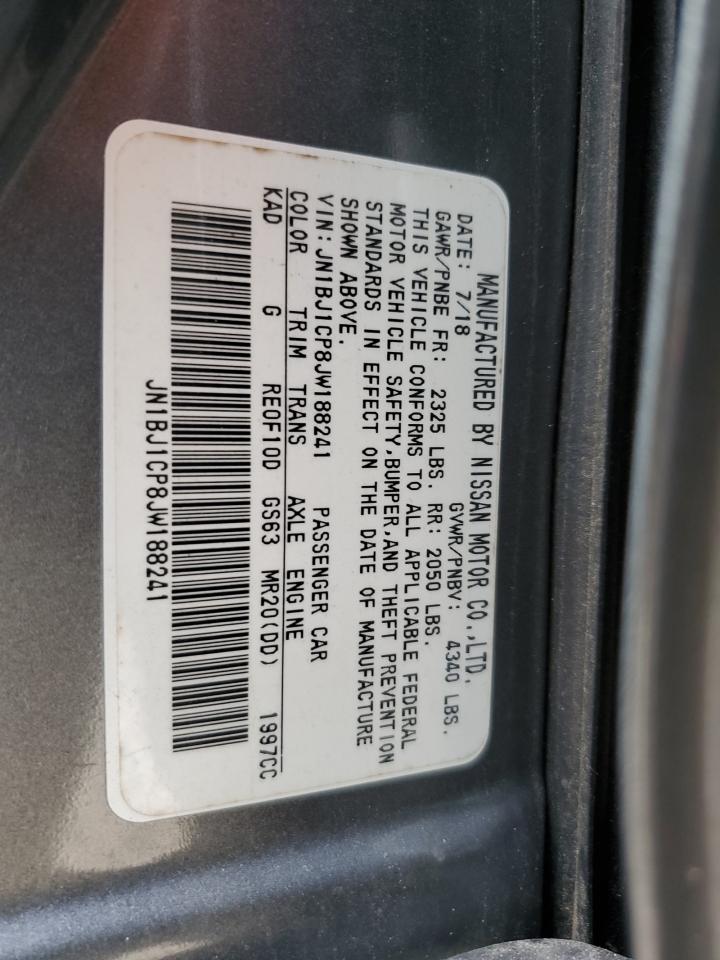 MANUFACTURED BY NISSAN MOTOR CO.,LTD.
DATE: 7/18 GVWR/PNBV: 4340 LBS.
GAWR/PNBE FR: 2325 LBS. RR: 2050 LBS.
THIS VEHICLE CONFORMS TO ALL APPLICABLE FEDERAL
MOTOR VEHICLE SAFETY,BUMPER,AND THEFT PREVENTION
STANDARDS IN EFFECT ON THE DATE OF MANUFACTURE
SHOWN ABOVE.
VIN:JN1BJ1CP8JW188241 PASSENGER CAR
COLOR TRIM TRANS AXLE ENGINE
KAD G RE0F10D GS63 MR20(DD) 1997CC
JN1BJ1CP8JW188241